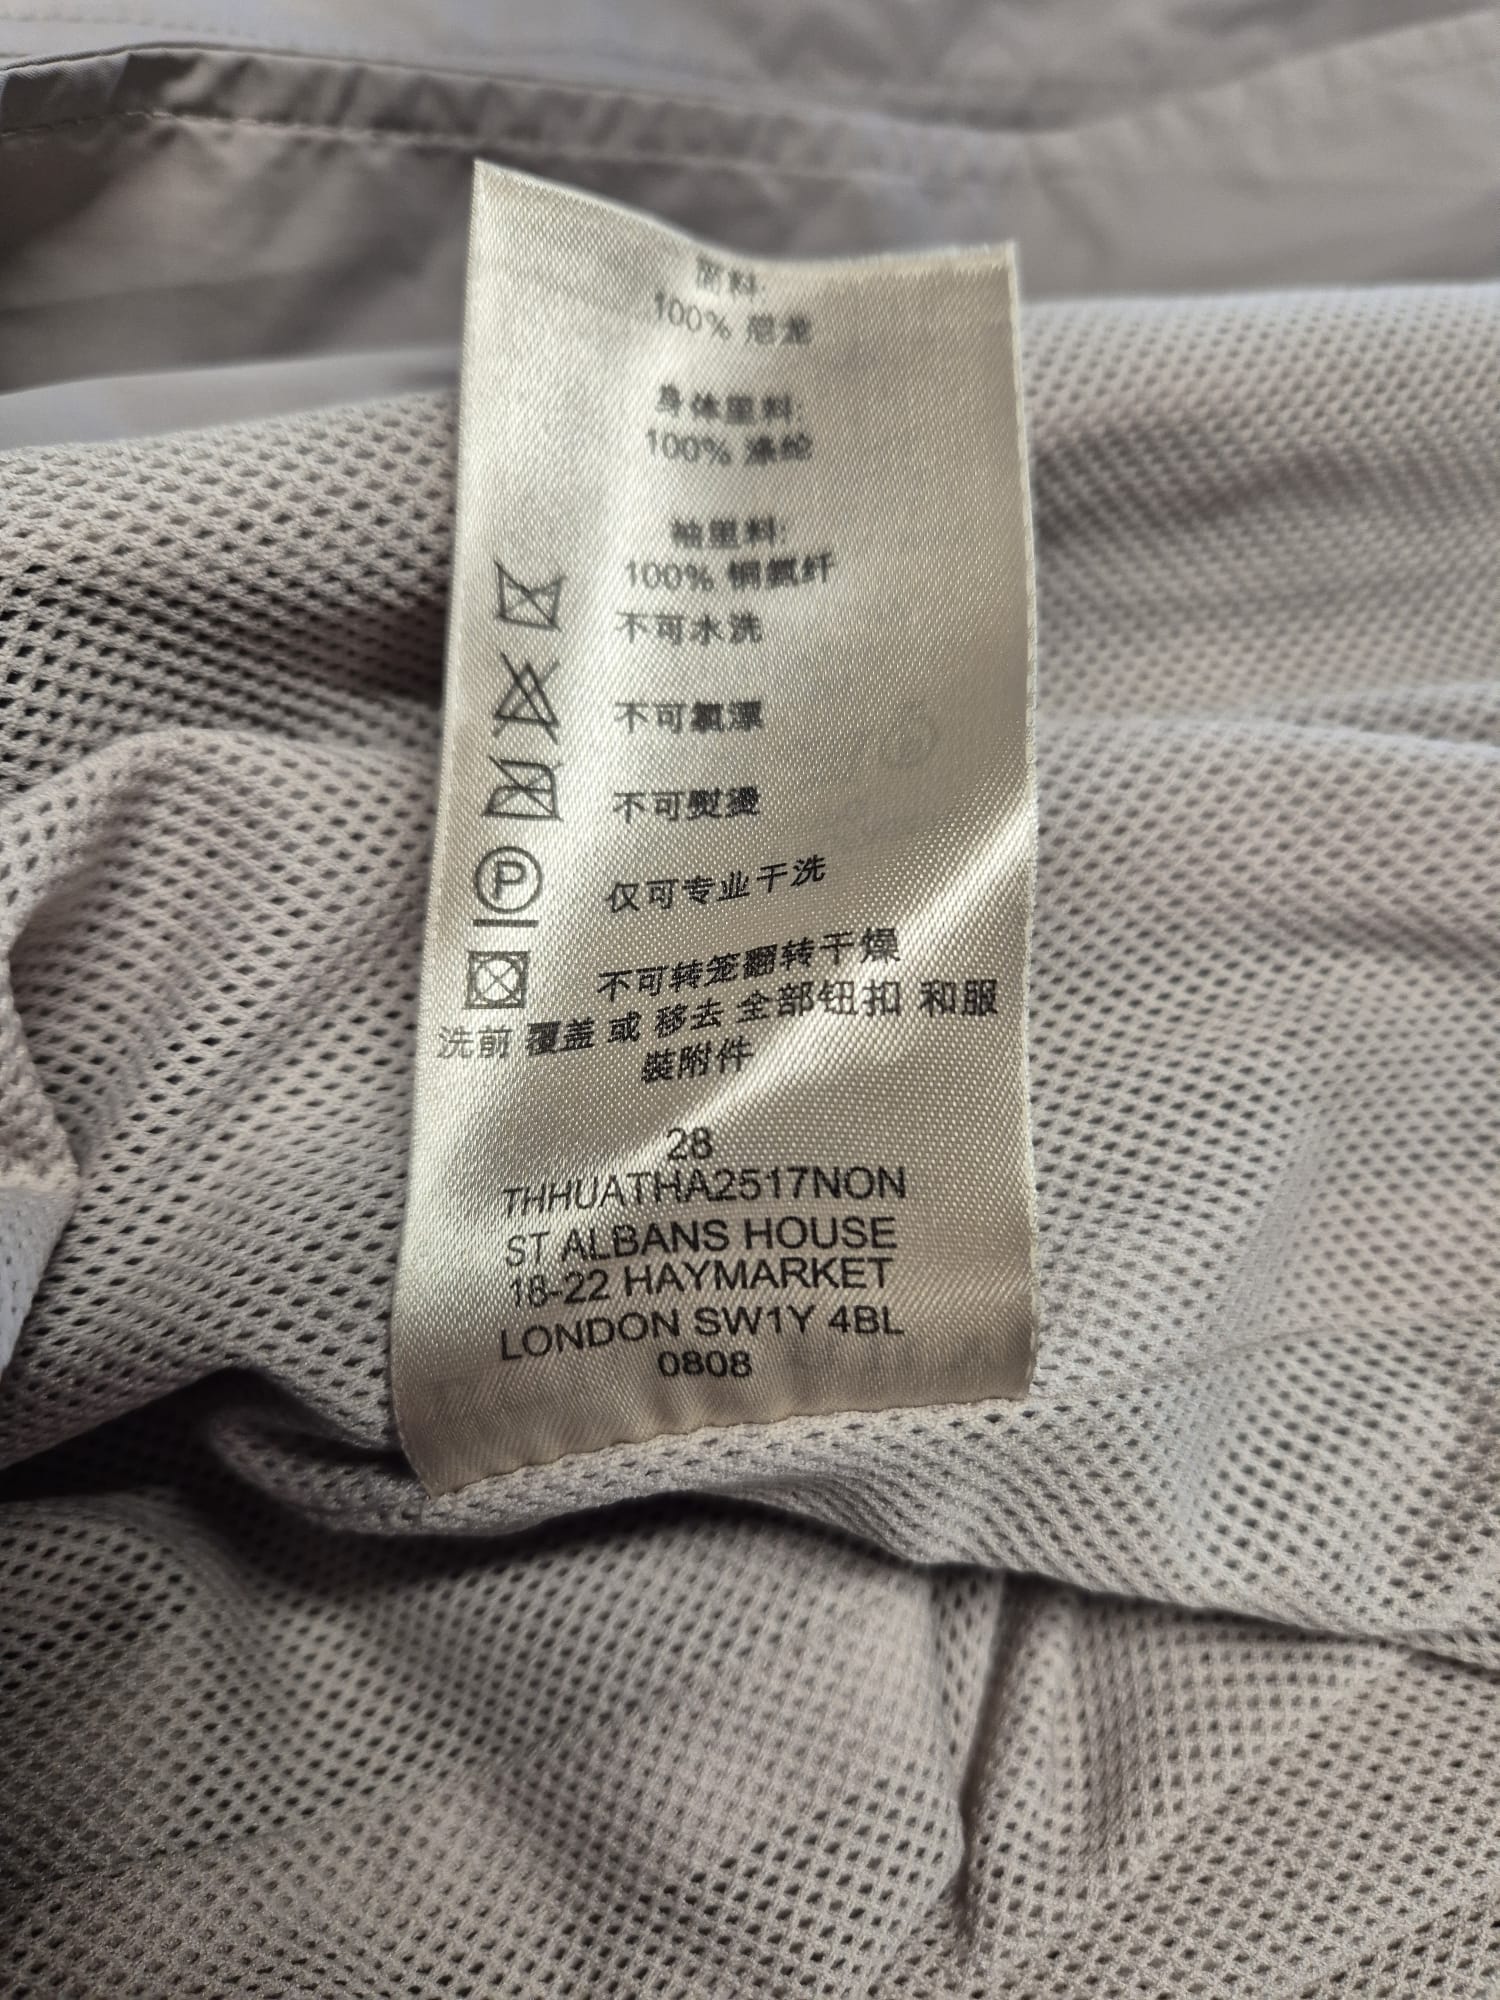 面料:
100% 尼龙
身体里料:
100% 涤纶
袖里料:
100% 铜氨纤
不可水洗
不可氯漂
不可熨烫
P 仅可专业干洗
不可转笼翻转干燥
洗前 覆盖 或 移去 全部钮扣 和服
裝附件
28
THHUATHA2517NON
ST ALBANS HOUSE
18-22 HAYMARKET
LONDON SW1Y 4BL
0808